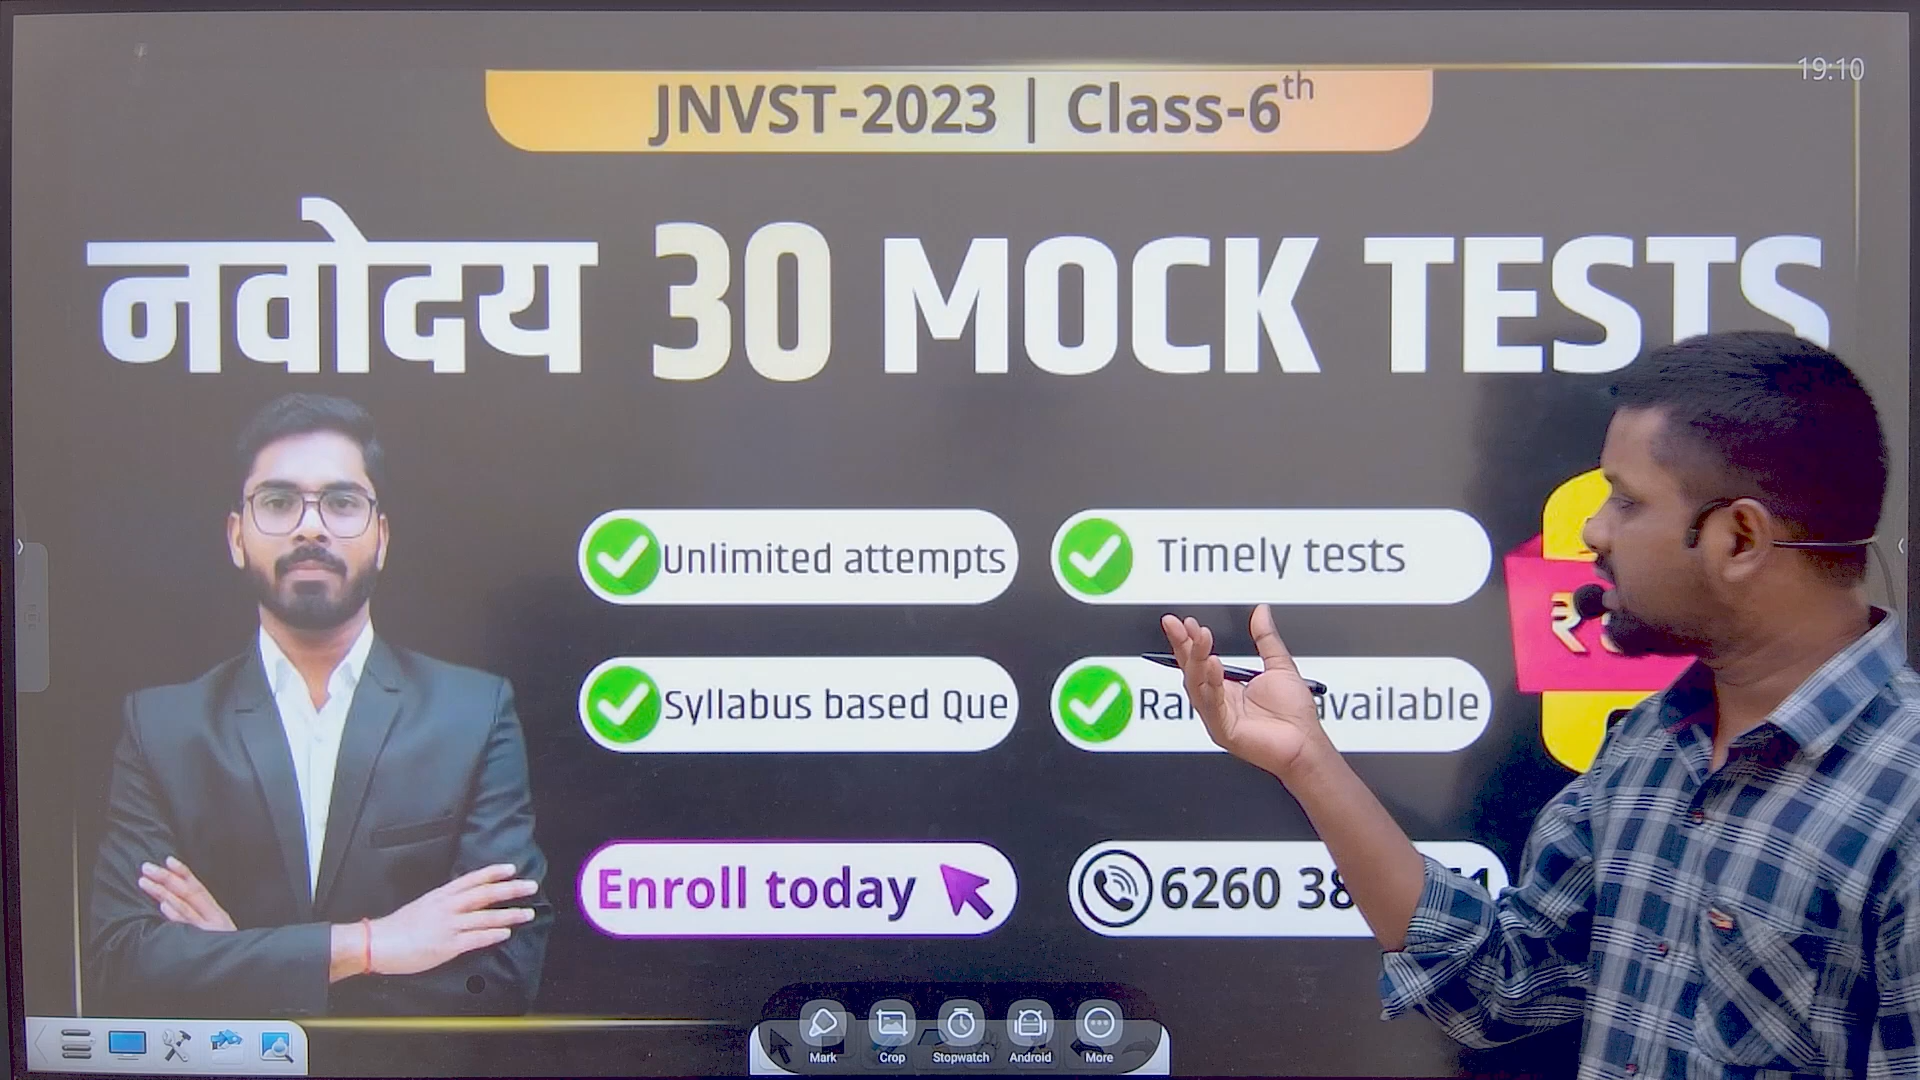 19:10
JNVST-2023 | Class-6th
नवोदय 30 MOCK TESTS
Unlimited attempts
Timely tests
Syllabus based Que
available
Enroll today
6260
₹
Mark
Crop
Stopwatch
Android
More